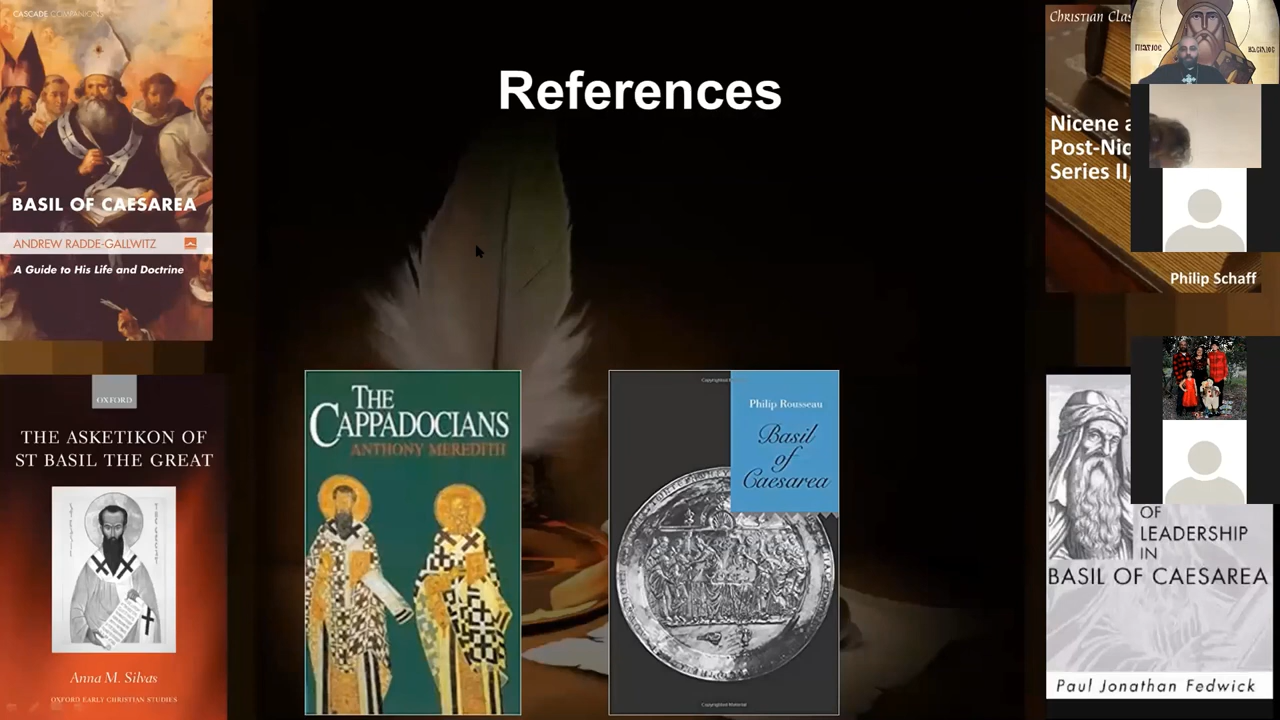 References
CASCADE COMPANIONS
BASIL OF CAESAREA
ANDREW RADDE-GALLWITZ
A Guide to His Life and Doctrine
Christian Clas
Nicene a
Post-Nic
Series II,
Philip Schaff
OXFORD
THE ASKETIKON OF
ST BASIL THE GREAT
Anna M. Silvas
OXFORD EARLY CHRISTIAN STUDIES
THE
CAPPADOCIANS
ANTHONY MEREDITH
Philip Rousseau
Basil
of
Caesarea
Copyrighted Material
OF
LEADERSHIP
IN
BASIL OF CAESAREA
Paul Jonathan Fedwick